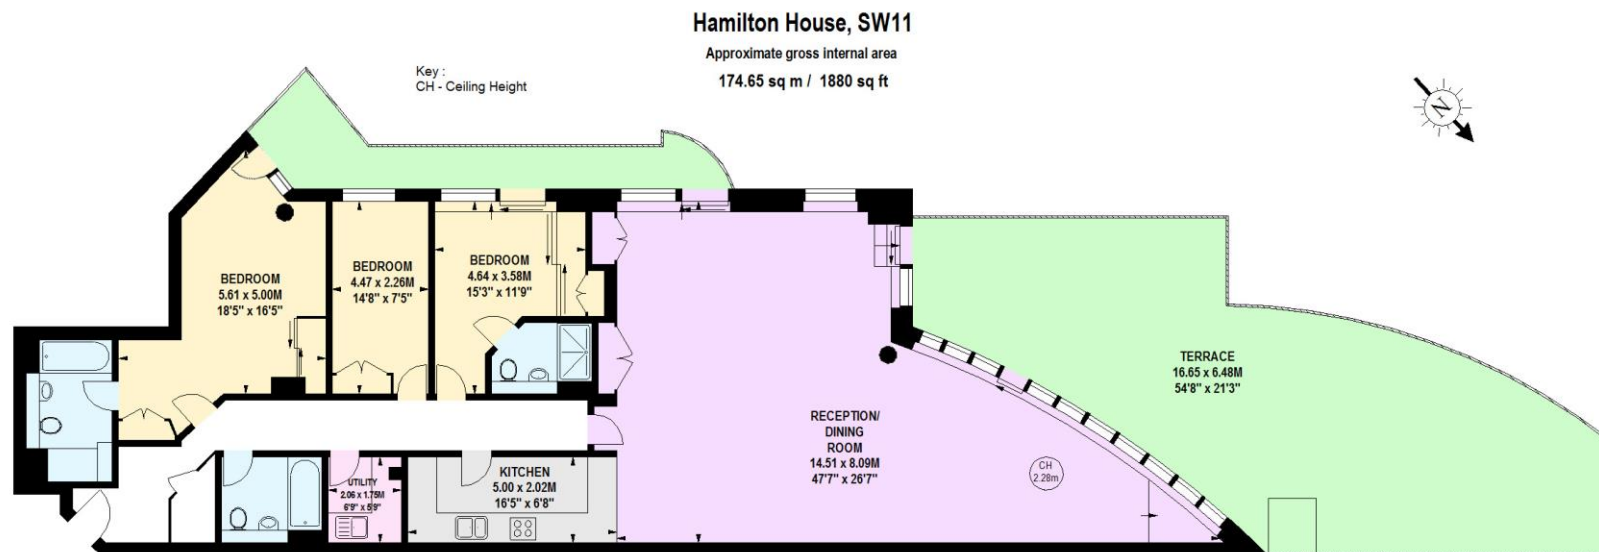 Hamilton House, SW11
Approximate gross internal area
174.65 sq m / 1880 sq ft
Key :
CH - Ceiling Height
N
BEDROOM
5.61 x 5.00M
18'5" x 16'5"
BEDROOM
4.47 x 2.26M
14'8" x 7'5"
BEDROOM
4.64 x 3.58M
15'3" x 11'9"
TERRACE
16.65 x 6.48M
54'8" x 21'3"
RECEPTION/
DINING
ROOM
14.51 x 8.09M
47'7" x 26'7"
CH
2.28m
UTILITY
2.06 x 1.75M
6'9" x 5'9"
KITCHEN
5.00 x 2.02M
16'5" x 6'8"